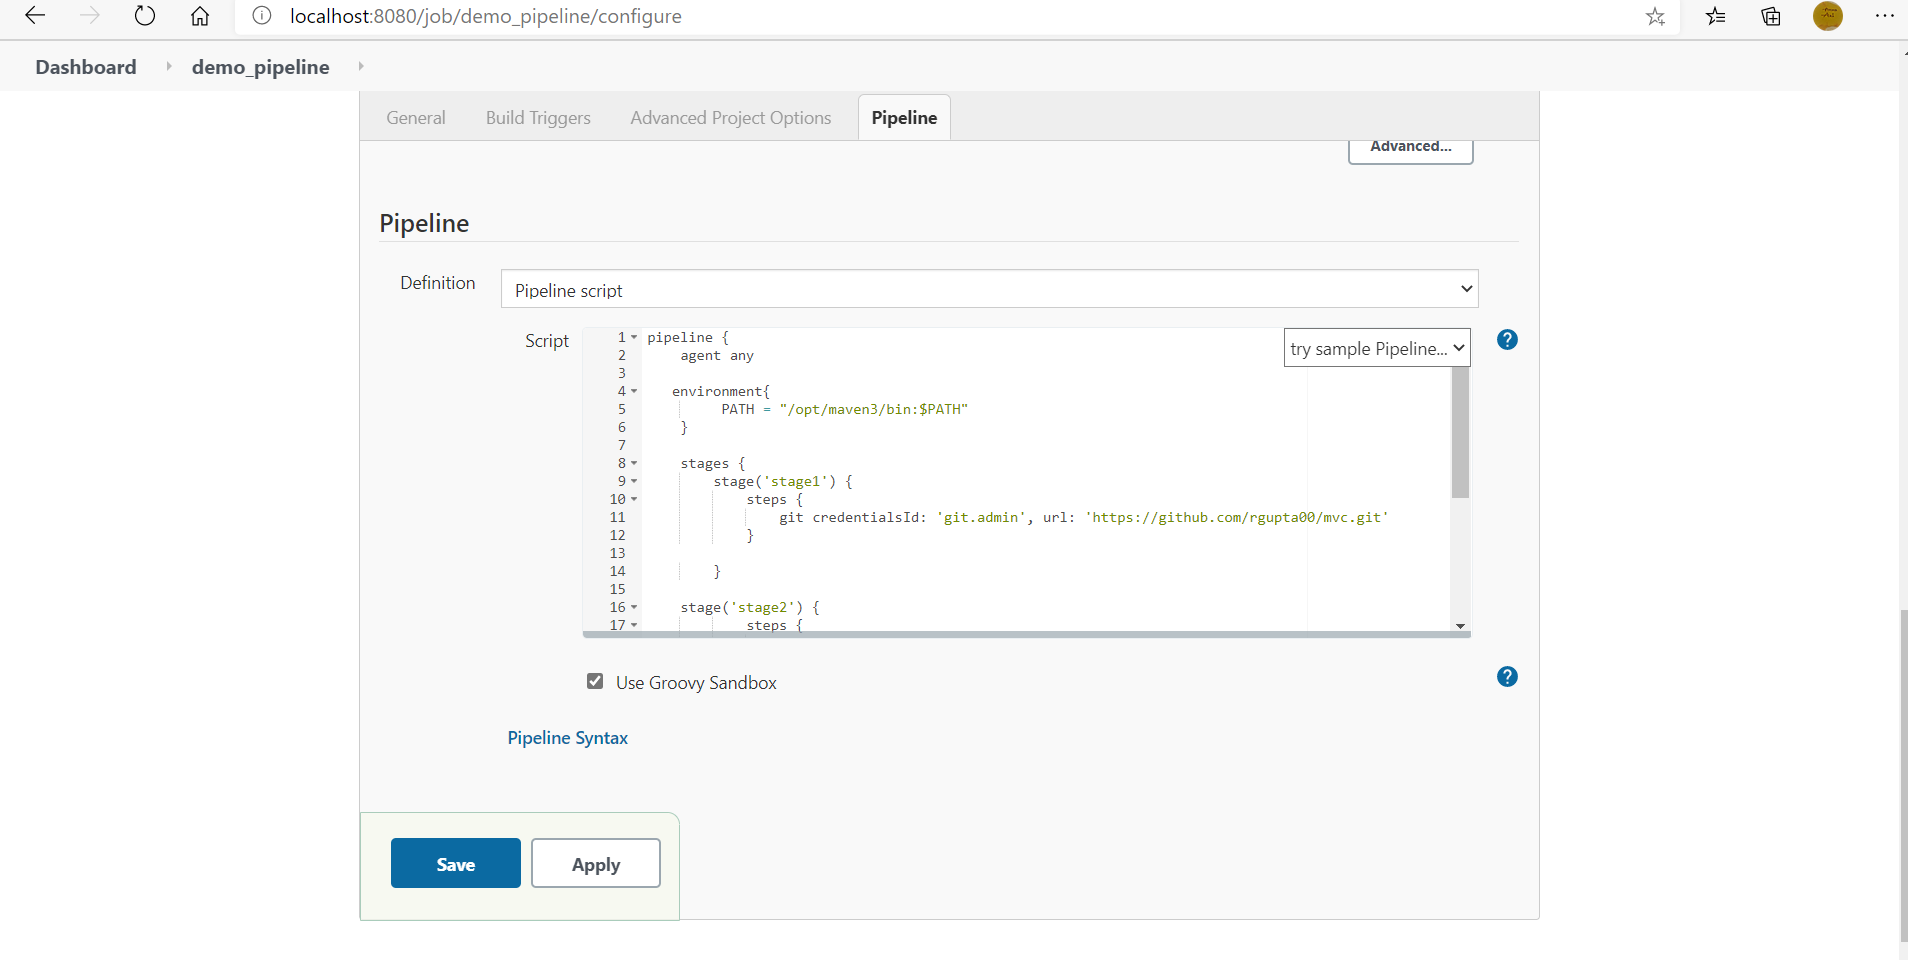 localhost:8080/job/demo_pipeline/configure
Dashboard demo_pipeline
General Build Triggers Advanced Project Options Pipeline
Advanced...
Pipeline
Definition Pipeline script
Script try sample Pipeline...
1 pipeline {
2 agent any
3
4 environment{
5 PATH = "/opt/maven3/bin:$PATH"
6 }
7
8 stages {
9 stage('stage1') {
10 steps {
11 git credentialsId: 'git.admin', url: 'https://github.com/rgupta00/mvc.git'
12 }
13
14 }
15
16 stage('stage2') {
17 steps {
Use Groovy Sandbox
Pipeline Syntax
Save Apply